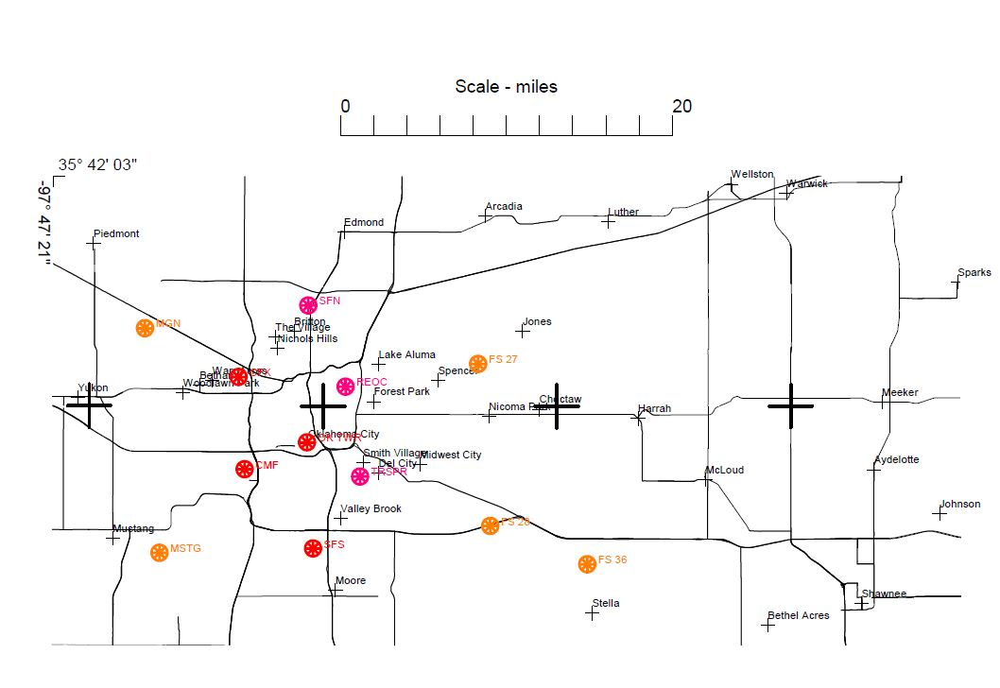 Scale - miles
0
20
35° 42' 03"
-97° 47' 21"
Wellston
Warwick
Arcadia
Luther
Edmond
Piedmont
Sparks
SFN
Britton
MGN
The Village
Nichols Hills
Jones
Lake Aluma
FS 27
Spencer
REOC
Woodlawn Park
Yukon
Forest Park
Meeker
Choctaw
Nicoma Park
Harrah
Oklahoma City
OK TWR
Smith Village
Midwest City
Del City
TRSPR
CMF
Aydelotte
McLoud
Johnson
Valley Brook
FS 28
Mustang
MSTG
SFS
FS 36
Moore
Shawnee
Stella
Bethel Acres